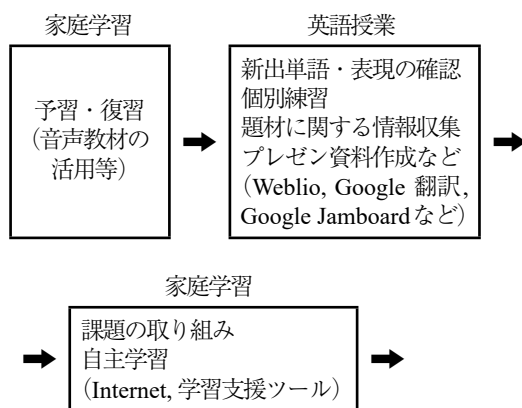 家庭学習
予習・復習
(音声教材の
活用等)
英語授業
新出単語・表現の確認
個別練習
題材に関する情報収集
プレゼン資料作成など
(Weblio, Google 翻訳,
Google Jamboardなど)
家庭学習
課題の取り組み
自主学習
(Internet, 学習支援ツール)